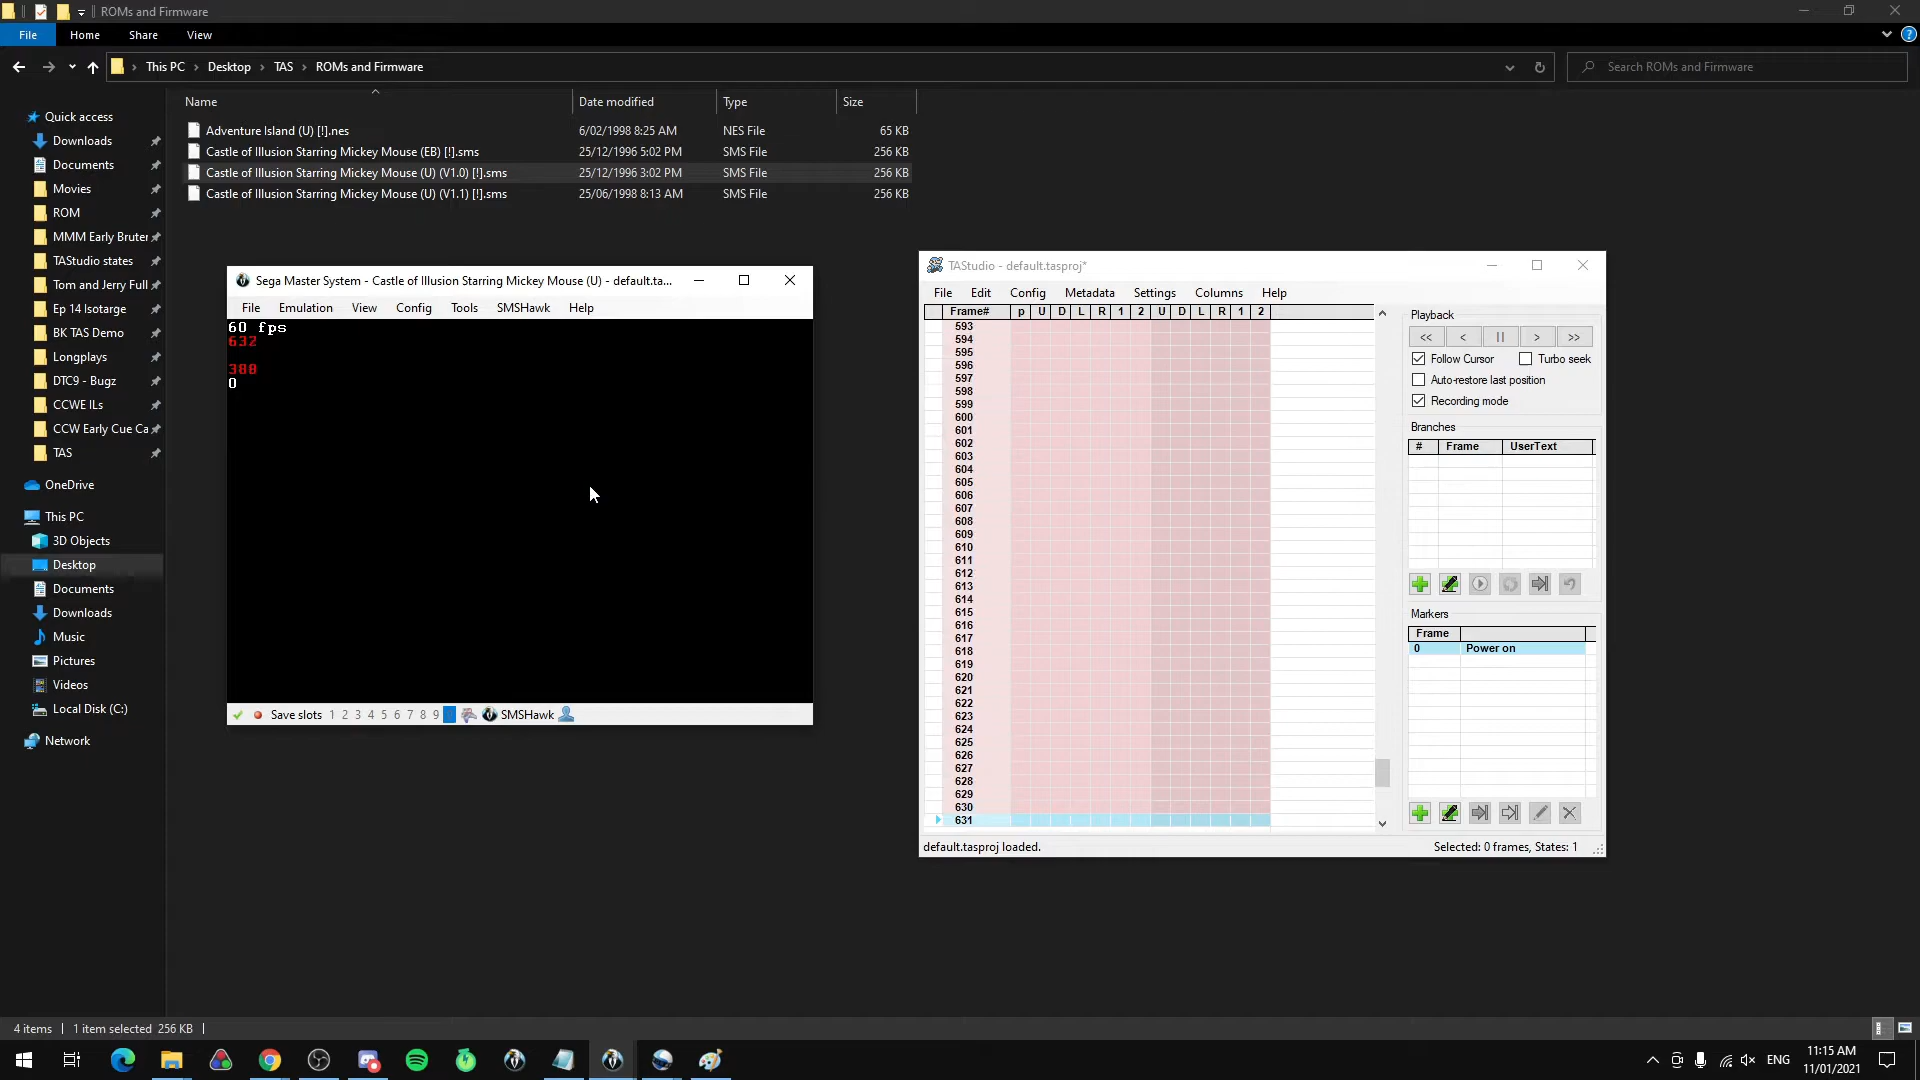 ROMs and Firmware
File Home Share View
This PC Desktop TAS ROMs and Firmware
Search ROMs and Firmware
Name Date modified Type Size
Adventure Island (U) [!].nes 6/02/1998 8:25 AM NES File 65 KB
Castle of Illusion Starring Mickey Mouse (EB) [!].sms 25/12/1996 5:02 PM SMS File 256 KB
Castle of Illusion Starring Mickey Mouse (U) (V1.0) [!].sms 25/12/1996 3:02 PM SMS File 256 KB
Castle of Illusion Starring Mickey Mouse (U) (V1.1) [!].sms 25/06/1998 8:13 AM SMS File 256 KB
Quick access
Downloads
Documents
Movies
ROM
MMM Early Bruter
TAStudio states
Tom and Jerry Full
Ep 14 Isotarge
BK TAS Demo
Longplays
DTC9 - Bugz
CCWE ILs
CCW Early Cue Ca
TAS
OneDrive
This PC
3D Objects
Desktop
Documents
Downloads
Music
Pictures
Videos
Local Disk (C:)
Network
Sega Master System - Castle of Illusion Starring Mickey Mouse (U) - default.ta...
File Emulation View Config Tools SMSHawk Help
60 fps
632
380
0
Save slots 1 2 3 4 5 6 7 8 9 SMSHawk
TAStudio - default.tasproj*
File Edit Config Metadata Settings Columns Help
Frame# p U D L R 1 2 U D L R 1 2
593
594
595
596
597
598
599
600
601
602
603
604
605
606
607
608
609
610
611
612
613
614
615
616
617
618
619
620
621
622
623
624
625
626
627
628
629
630
631
Playback
<< < || > >>
Follow Cursor Turbo seek
Auto-restore last position
Recording mode
Branches
# Frame UserText
Markers
Frame
0 Power on
default.tasproj loaded. Selected: 0 frames, States: 1
4 items 1 item selected 256 KB
ENG
11:15 AM
11/01/2021